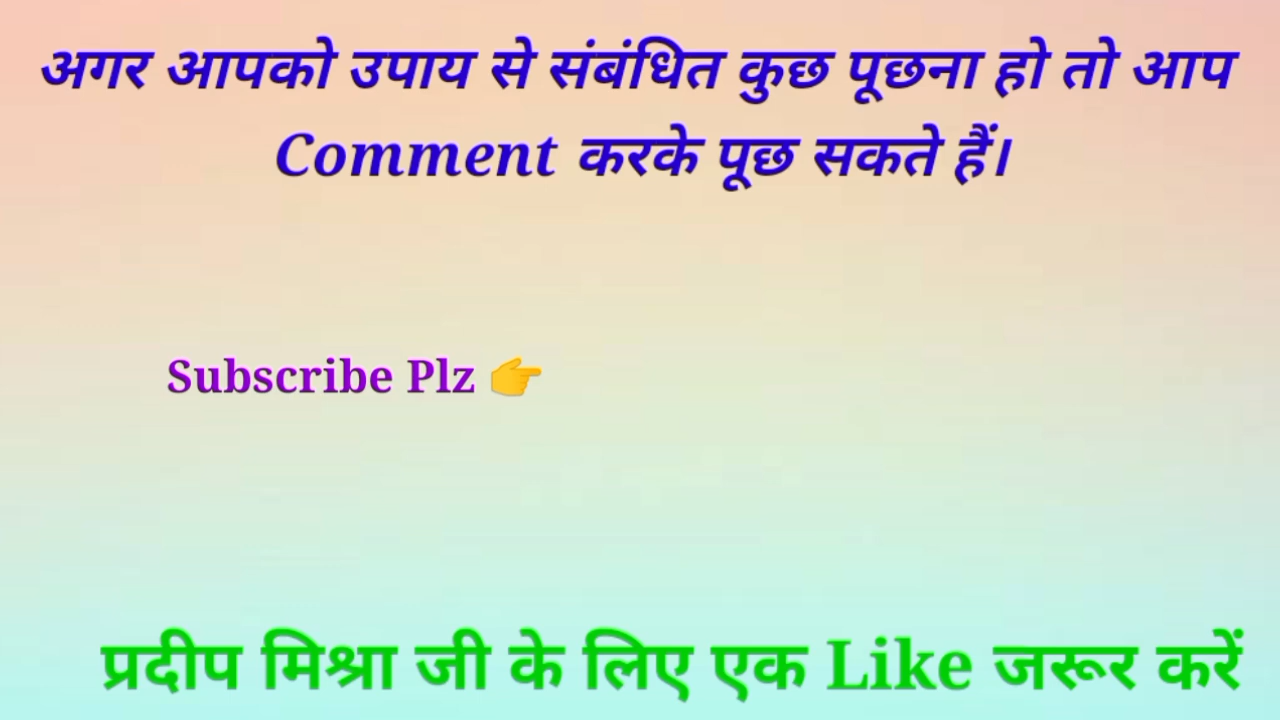 अगर आपको उपाय से संबंधित कुछ पूछना हो तो आप
Comment करके पूछ सकते हैं।
Subscribe Plz 👉
प्रदीप मिश्रा जी के लिए एक Like जरूर करें